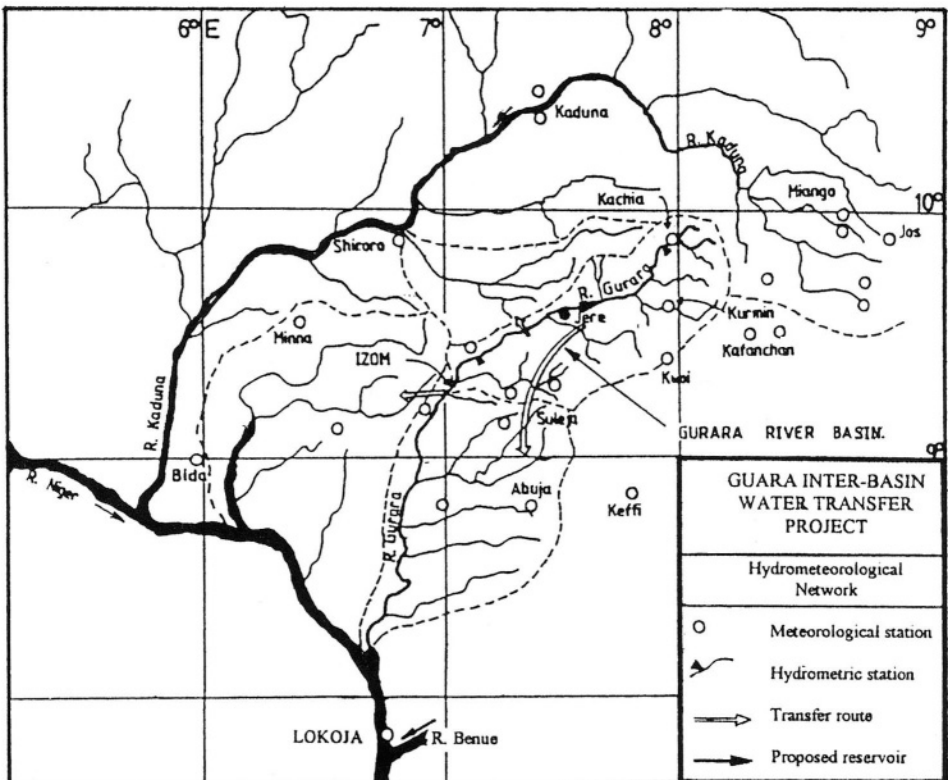 6° E
7°
8°
9°
Kaduna
R. Kaduna
Kachia
Miango
10°
Shiroro
Jos
R. Gurara
Jere
Kurmin
Minna
Kafanchan
IZOM
Kwoi
R. Kaduna
Suleja
GURARA RIVER BASIN.
9°
Bida
R. Niger
Abuja
Keffi
R. Gurara
GUARA INTER-BASIN
WATER TRANSFER
PROJECT
Hydrometeorological
Network
Meteorological station
Hydrometric station
Transfer route
Proposed reservoir
LOKOJA
R. Benue